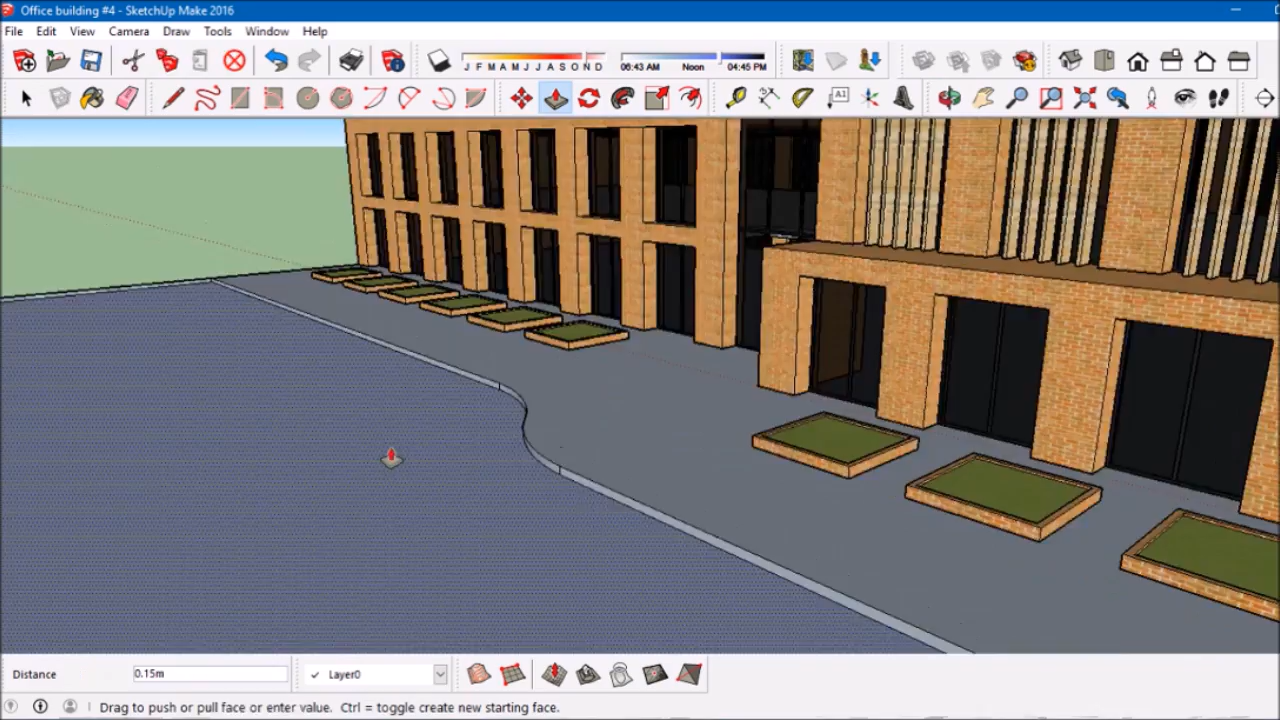 Office building #4 - SketchUp Make 2016
File Edit View Camera Draw Tools Window Help
J F M A M J J A S O N D 06:43 AM Noon 04:45 PM
A1
Distance 0.15m Layer0
Drag to push or pull face or enter value. Ctrl = toggle create new starting face.